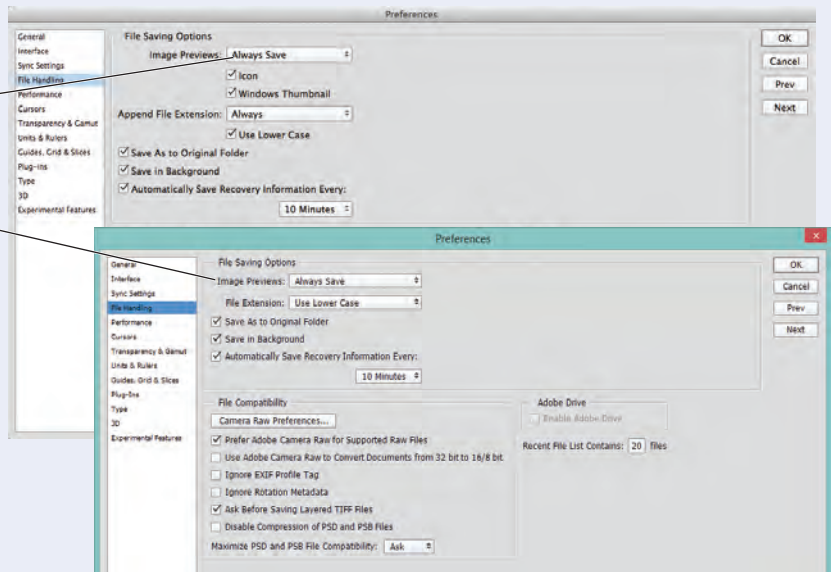 Preferences
General
Interface
Sync Settings
File Handling
Performance
Cursors
Transparency & Gamut
Units & Rulers
Guides, Grid & Slices
Plug-Ins
Type
3D
Experimental Features
File Saving Options
Image Previews: Always Save
Icon
Windows Thumbnail
Append File Extension: Always
Use Lower Case
Save As to Original Folder
Save in Background
Automatically Save Recovery Information Every:
10 Minutes
OK
Cancel
Prev
Next
Preferences
General
Interface
Sync Settings
File Handling
Performance
Cursors
Transparency & Gamut
Units & Rulers
Guides, Grid & Slices
Plug-Ins
Type
3D
Experimental Features
File Saving Options
Image Previews: Always Save
File Extension: Use Lower Case
Save As to Original Folder
Save in Background
Automatically Save Recovery Information Every:
10 Minutes
File Compatibility
Camera Raw Preferences...
Prefer Adobe Camera Raw for Supported Raw Files
Use Adobe Camera Raw to Convert Documents from 32 bit to 16/8 bit
Ignore EXIF Profile Tag
Ignore Rotation Metadata
Ask Before Saving Layered TIFF Files
Disable Compression of PSD and PSB Files
Maximize PSD and PSB File Compatibility: Ask
Adobe Drive
Enable Adobe Drive
Recent File List Contains: 20 files
OK
Cancel
Prev
Next